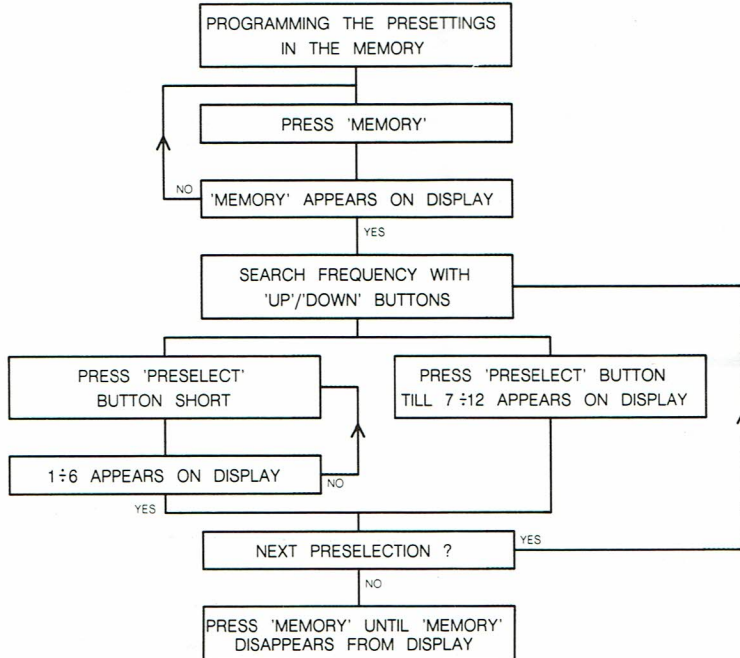 PROGRAMMING THE PRESETTINGS
IN THE MEMORY
PRESS 'MEMORY'
NO
'MEMORY' APPEARS ON DISPLAY
YES
SEARCH FREQUENCY WITH
'UP'/'DOWN' BUTTONS
PRESS 'PRESELECT'
BUTTON SHORT
PRESS 'PRESELECT' BUTTON
TILL 7÷12 APPEARS ON DISPLAY
1÷6 APPEARS ON DISPLAY
NO
YES
NEXT PRESELECTION ?
YES
NO
PRESS 'MEMORY' UNTIL 'MEMORY'
DISAPPEARS FROM DISPLAY